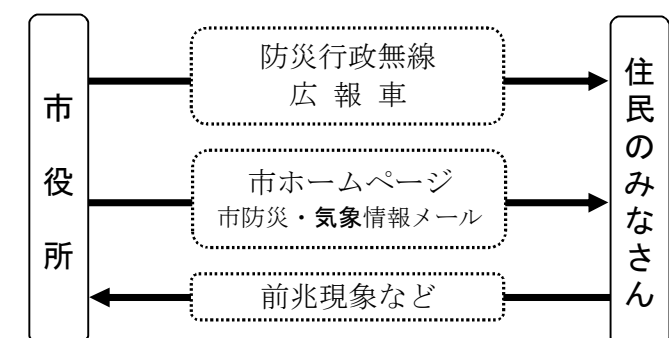 市役所
防災行政無線
広報車
市ホームページ
市防災・気象情報メール
前兆現象など
住民のみなさん